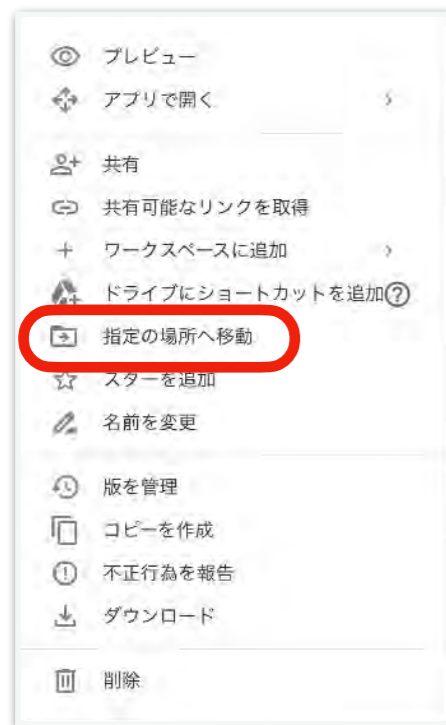 プレビュー
アプリで開く
共有
共有可能なリンクを取得
ワークスペースに追加
ドライブにショートカットを追加?
指定の場所へ移動
スターを追加
名前を変更
版を管理
コピーを作成
不正行為を報告
ダウンロード
削除